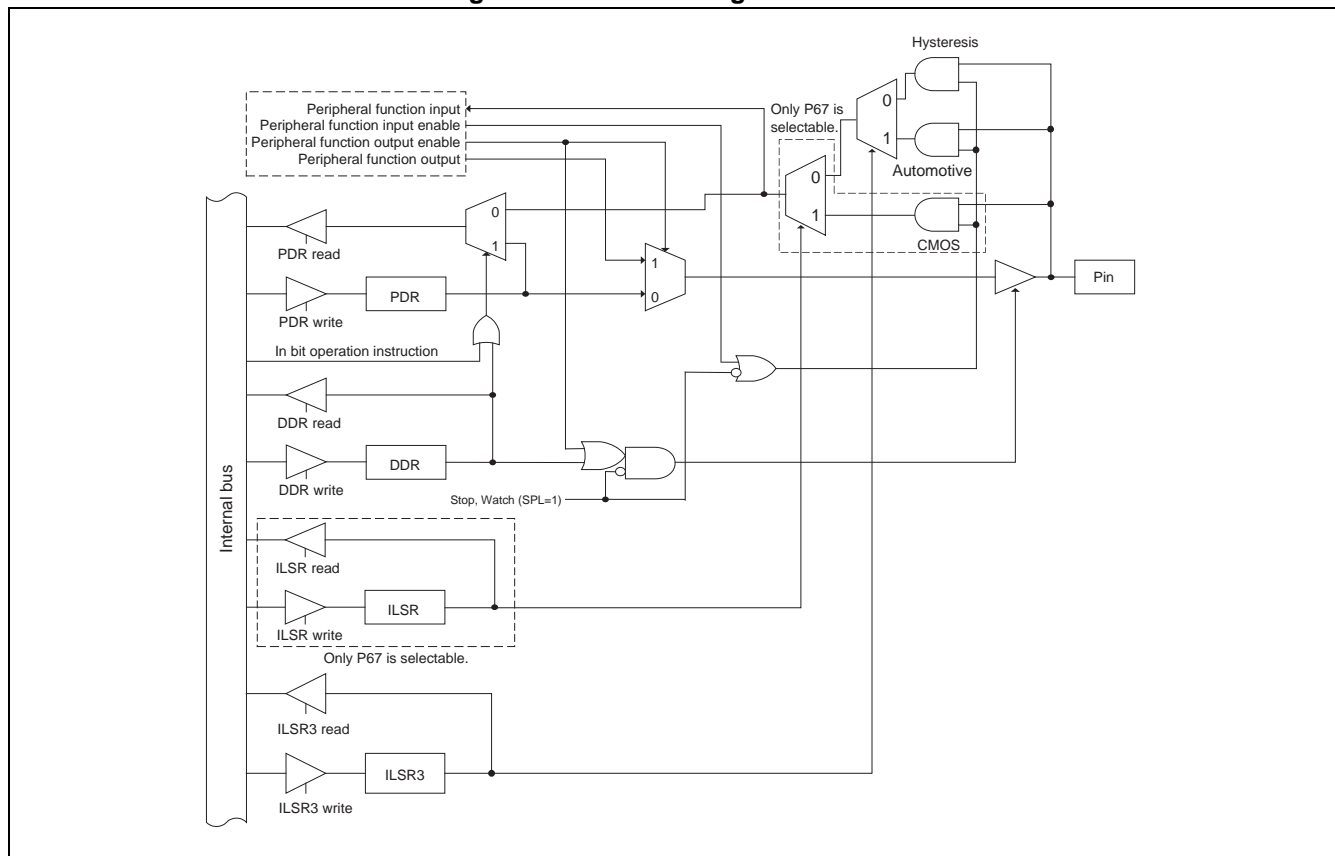 Hysteresis
0
1
Automotive
Only P67 is
selectable.
0
1
CMOS
Peripheral function input
Peripheral function input enable
Peripheral function output enable
Peripheral function output
0
1
PDR read
1
0
Pin
PDR
PDR write
In bit operation instruction
DDR read
DDR
DDR write
Stop, Watch (SPL=1)
Internal bus
ILSR read
ILSR
ILSR write
Only P67 is selectable.
ILSR3 read
ILSR3
ILSR3 write